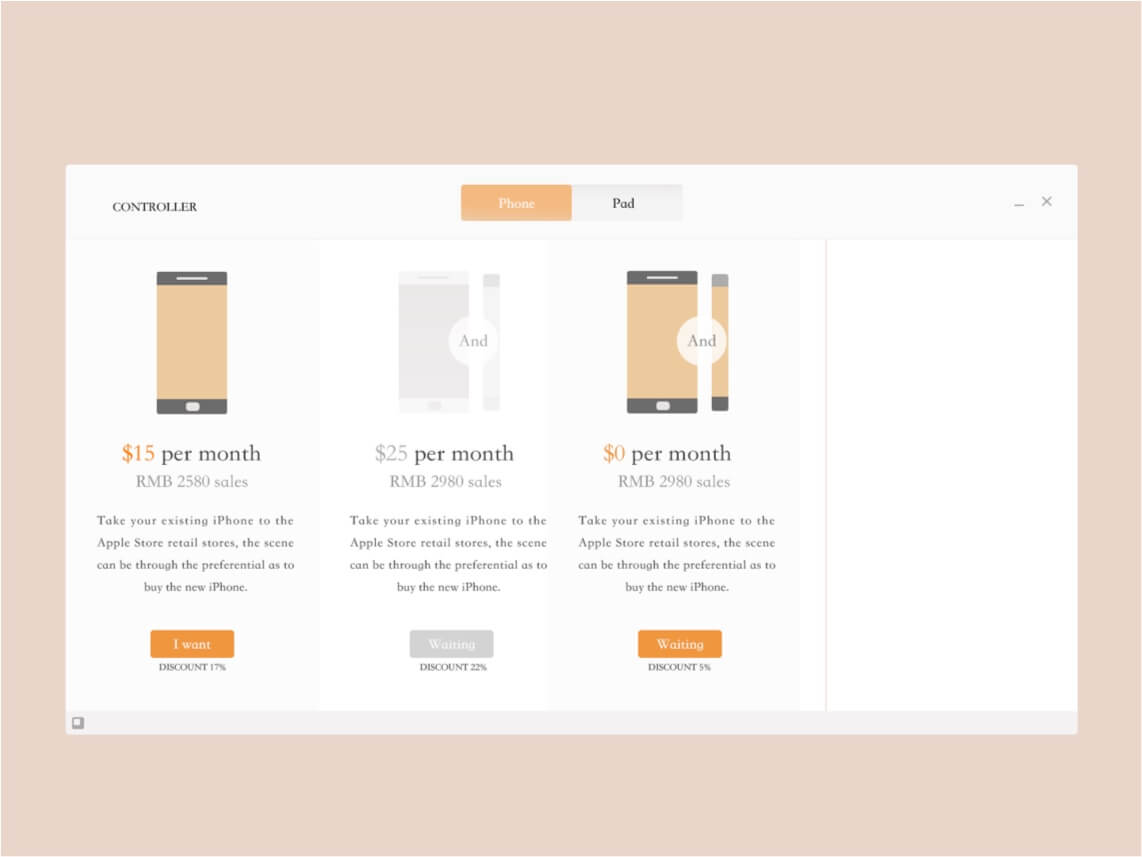 CONTROLLER
Phone
Pad
$15 per month
RMB 2580 sales
Take your existing iPhone to the
Apple Store retail stores, the scene
can be through the preferential as to
buy the new iPhone.
I want
DISCOUNT 17%
And
$25 per month
RMB 2980 sales
Take your existing iPhone to the
Apple Store retail stores, the scene
can be through the preferential as to
buy the new iPhone.
Waiting
DISCOUNT 22%
And
$0 per month
RMB 2980 sales
Take your existing iPhone to the
Apple Store retail stores, the scene
can be through the preferential as to
buy the new iPhone.
Waiting
DISCOUNT 5%